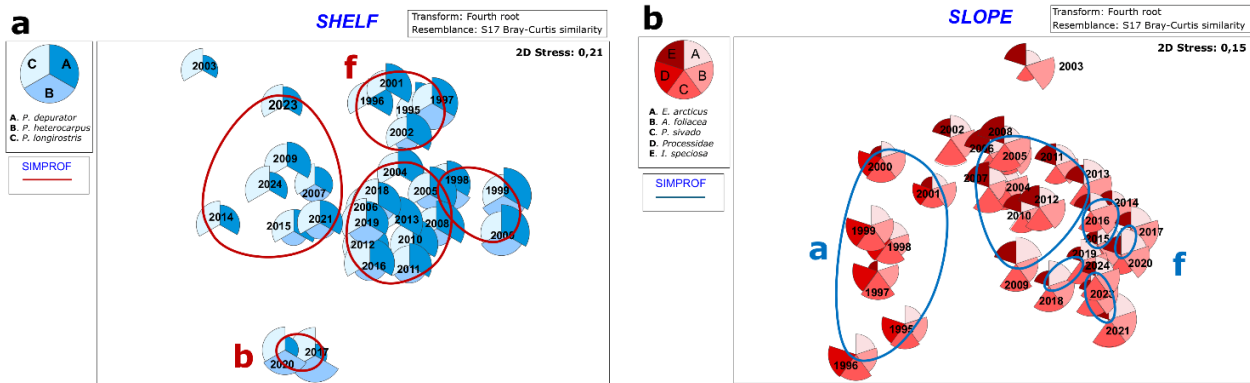 a
SHELF
Transform: Fourth root
Resemblance: S17 Bray-Curtis similarity
2D Stress: 0,21
C
A
B
A. P. depurator
B. P. heterocarpus
C. P. longirostris
SIMPROF
f
b
2003
2023
2001
1996
1997
1995
2002
2009
2004
2024
2007
2018
2005
1998
1999
2006
2014
2015
2021
2019
2013
2008
2000
2012
2010
2016
2011
2017
2020
b
SLOPE
Transform: Fourth root
Resemblance: S17 Bray-Curtis similarity
2D Stress: 0,15
E
A
D
B
C
A. E. arcticus
B. A. foliacea
C. P. sivado
D. Processidae
E. I. speciosa
SIMPROF
a
f
2003
2002
2008
2006
2005
2011
2000
2007
2013
2001
2004
2012
2014
2010
2016
2017
1999
2015
1998
2019
2020
2024
2009
1997
2018
2023
1995
2021
1996